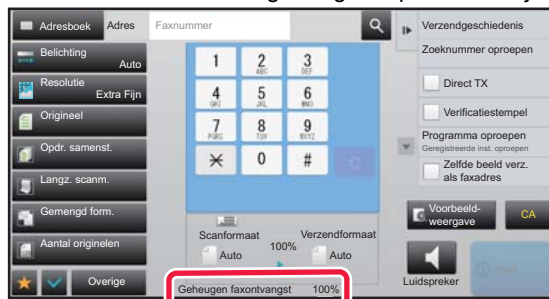 Adresboek
Adres
Faxnummer
Verzendgeschiedenis
Belichting
Auto
Zoeknummer oproepen
Resolutie
Extra Fijn
Direct TX
Origineel
Verificatiestempel
Opdr. samenst.
Programma oproepen
Geregistreerde inst. oproepen
Langz. scanm.
Zelfde beeld verz.
als faxadres
1
2
ABC
3
DEF
4
GHI
5
JKL
6
MNO
7
PQRS
8
TUV
9
WXYZ
0
#
Gemengd form.
Scanformaat
100%
Verzendformaat
Auto
Auto
Voorbeeld-
weergave
CA
Aantal originelen
Overige
Geheugen faxontvangst 100%
Luidspreker
Start